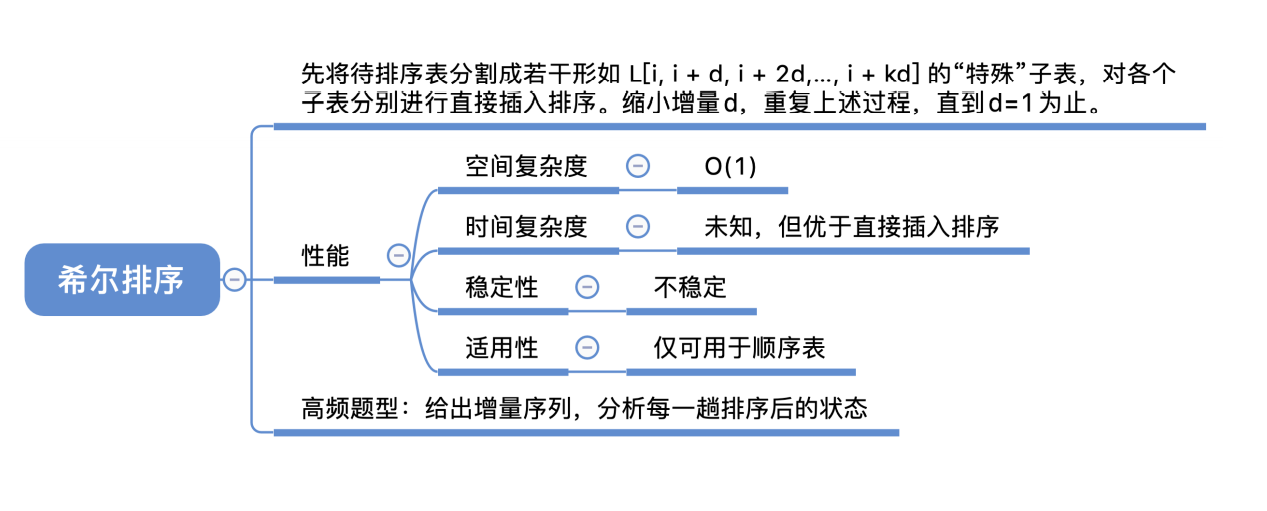 先将待排序表分割成若干形如 L[i, i + d, i + 2d,..., i + kd] 的“特殊”子表，对各个
子表分别进行直接插入排序。缩小增量d，重复上述过程，直到d=1为止。
空间复杂度
O(1)
时间复杂度
未知，但优于直接插入排序
性能
希尔排序
稳定性
不稳定
适用性
仅可用于顺序表
高频题型：给出增量序列，分析每一趟排序后的状态